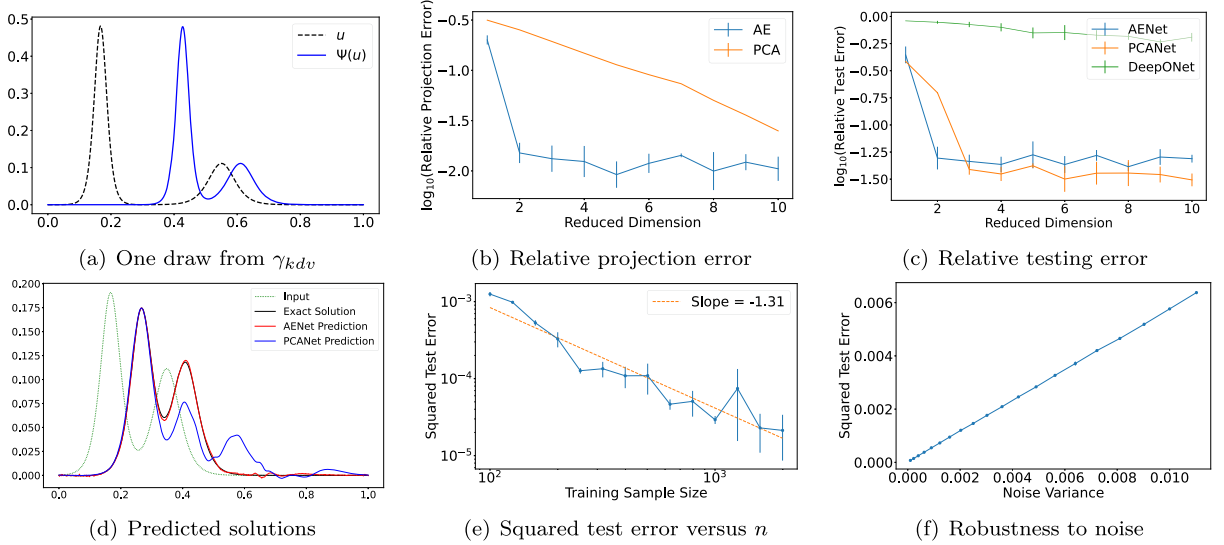 0.5
0.4
0.3
0.2
0.1
0.0
0.0 0.2 0.4 0.6 0.8 1.0
u
Ψ(u)
(a) One draw from γkdv
log10(Relative Projection Error)
−0.5
−1.0
−1.5
−2.0
2 4 6 8 10
Reduced Dimension
AE
PCA
(b) Relative projection error
log10(Relative Test Error)
0.00
−0.25
−0.50
−0.75
−1.00
−1.25
−1.50
2 4 6 8 10
Reduced Dimension
AENet
PCANet
DeepONet
(c) Relative testing error
0.200
0.175
0.150
0.125
0.100
0.075
0.050
0.025
0.000
0.0 0.2 0.4 0.6 0.8 1.0
Input
Exact Solution
AENet Prediction
PCANet Prediction
(d) Predicted solutions
Squared Test Error
10−3
10−4
10−5
102 103
Training Sample Size
Slope = -1.31
(e) Squared test error versus n
Squared Test Error
0.006
0.004
0.002
0.000
0.000 0.002 0.004 0.006 0.008 0.010
Noise Variance
(f) Robustness to noise